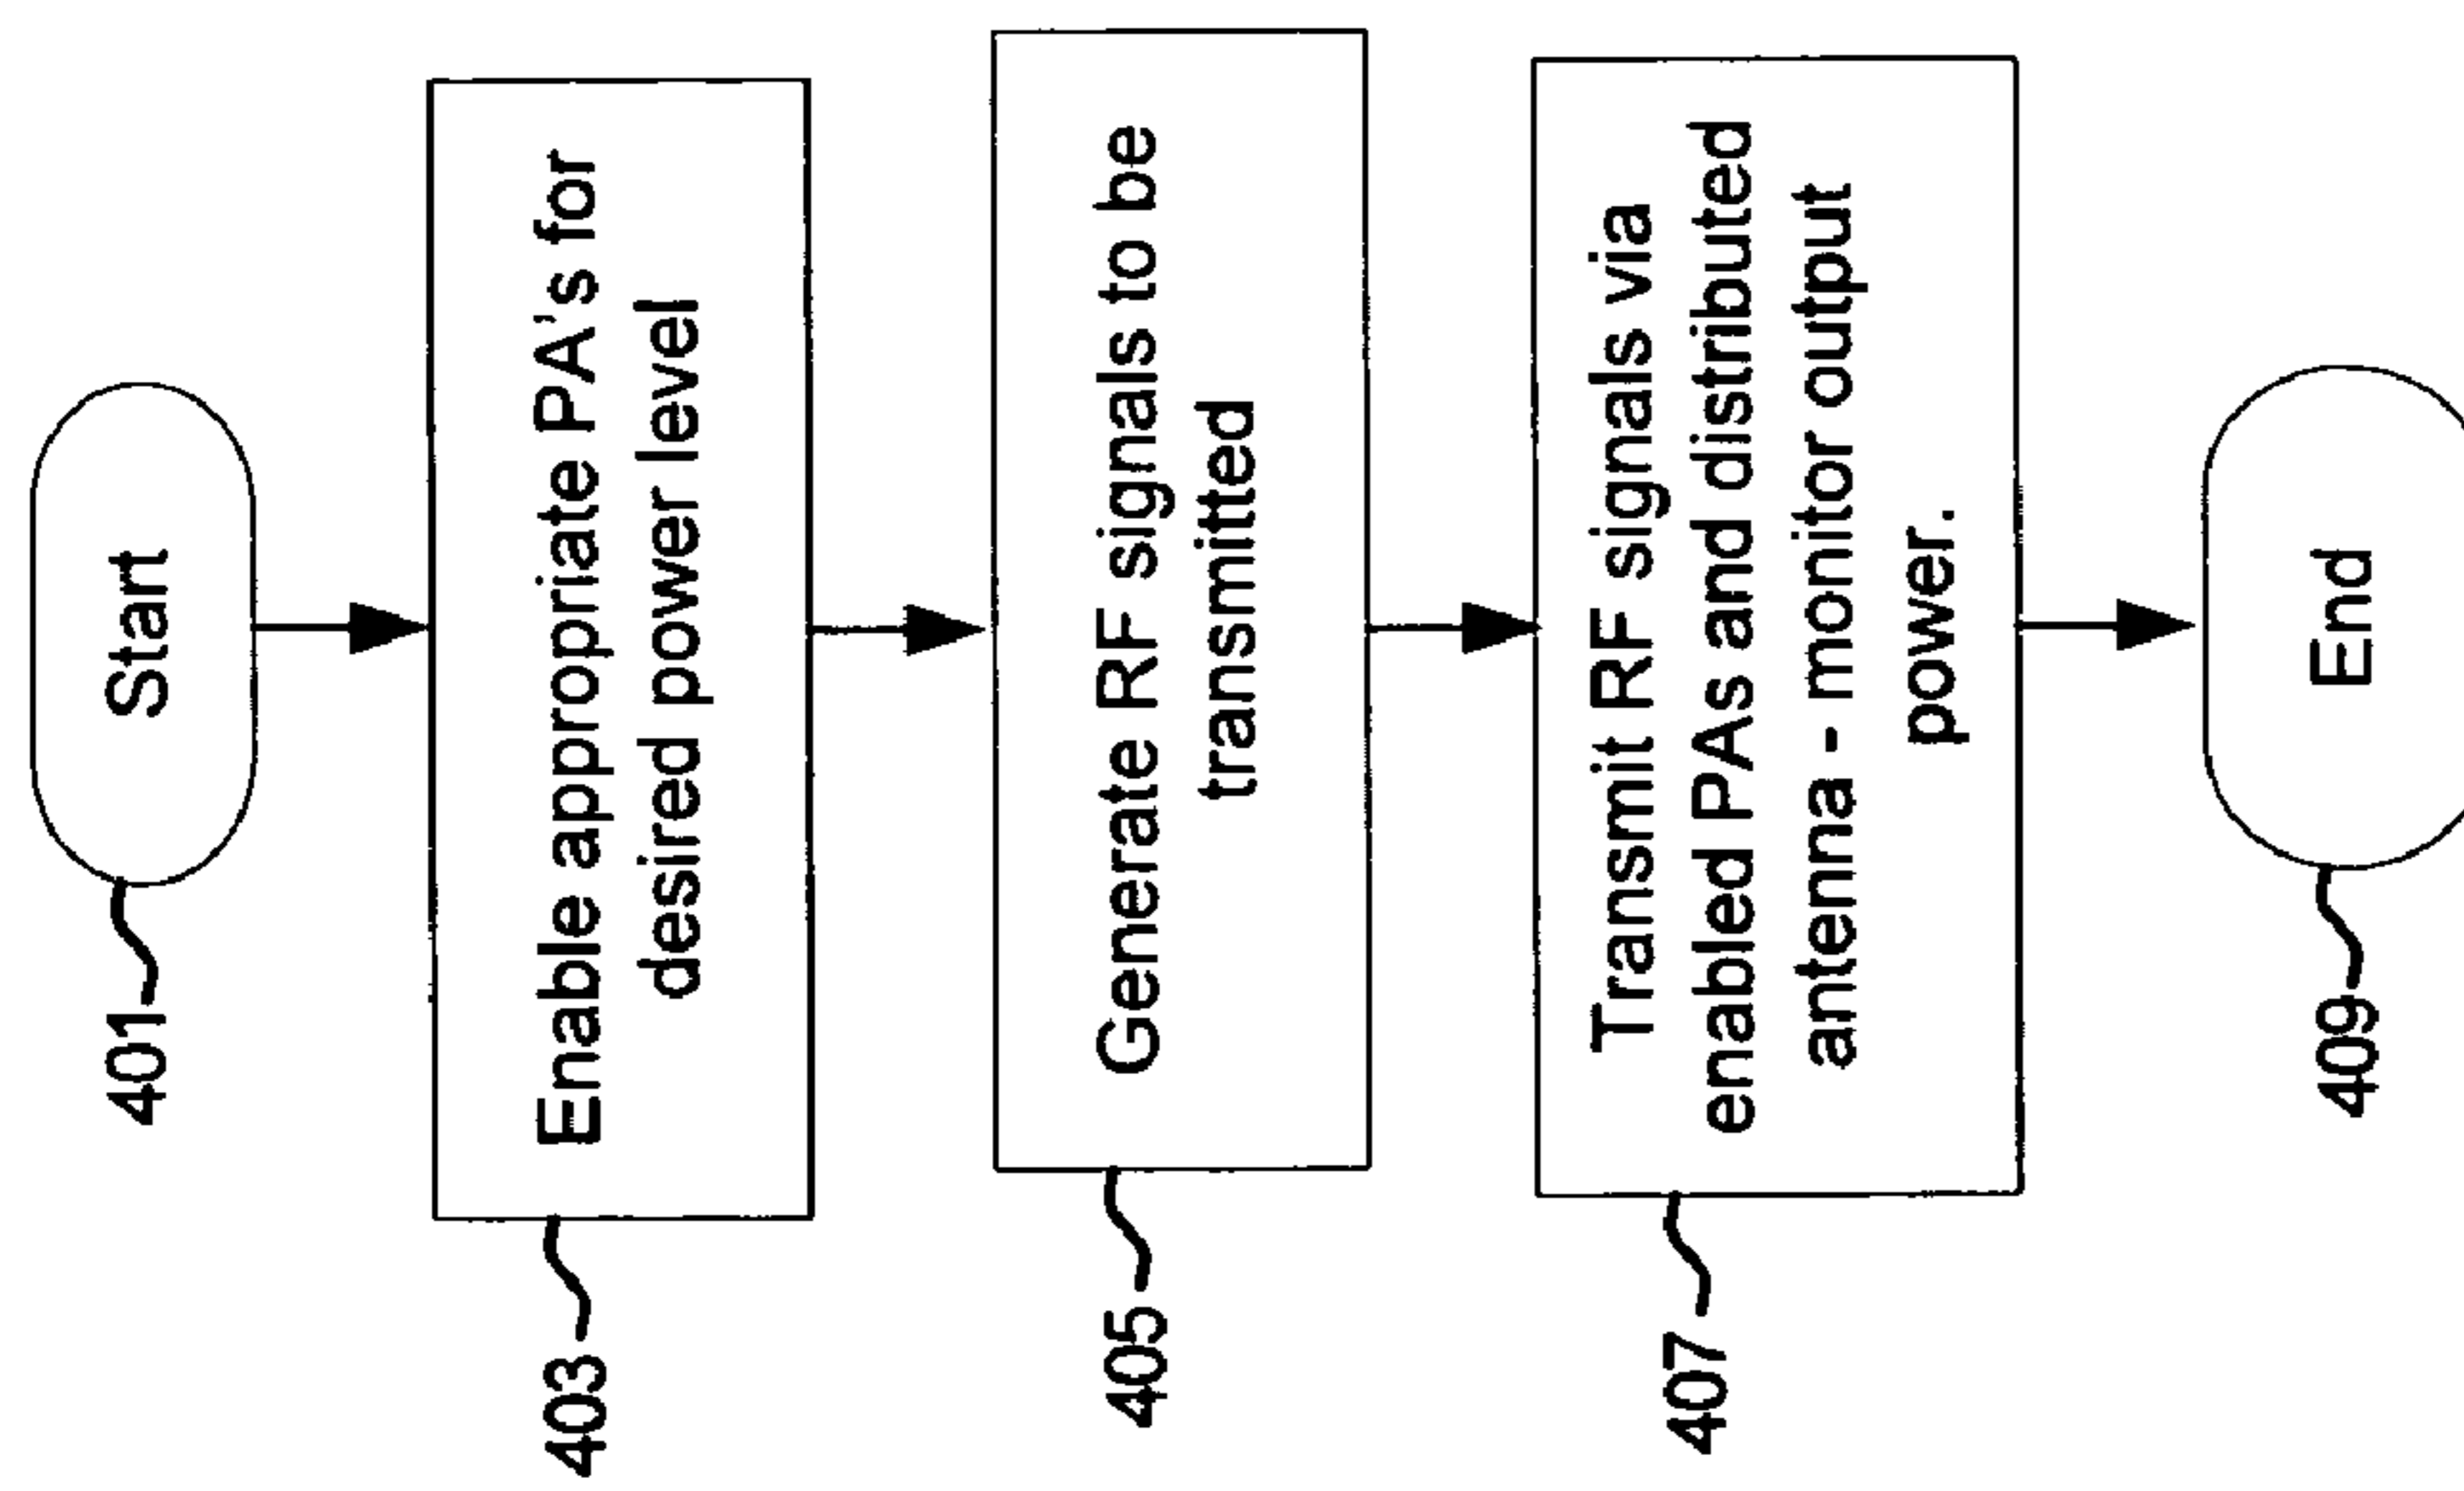 401
Start
403
Enable appropriate PA's for
desired power level
405
Generate RF signals to be
transmitted
407
Transmit RF signals via
enabled PAs and distributed
antenna - monitor output
power.
409
End